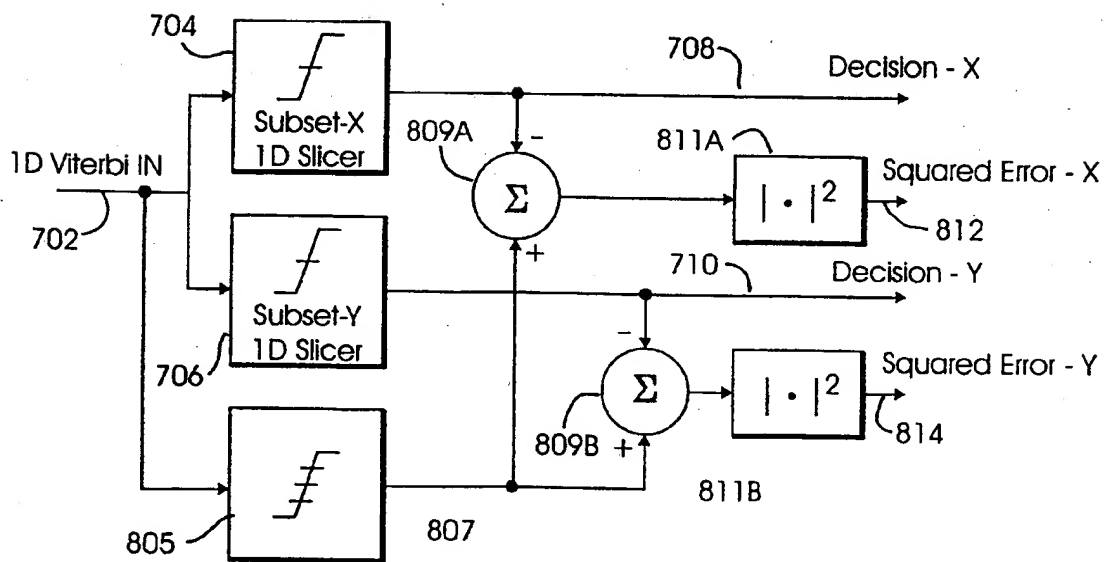 704
Subset-X
1D Slicer
708
Decision - X
809A
−
Σ
+
811A
| • |²
Squared Error - X
812
1D Viterbi IN
702
Subset-Y
1D Slicer
706
710
Decision - Y
−
Σ
+
809B
| • |²
Squared Error - Y
814
811B
805
807